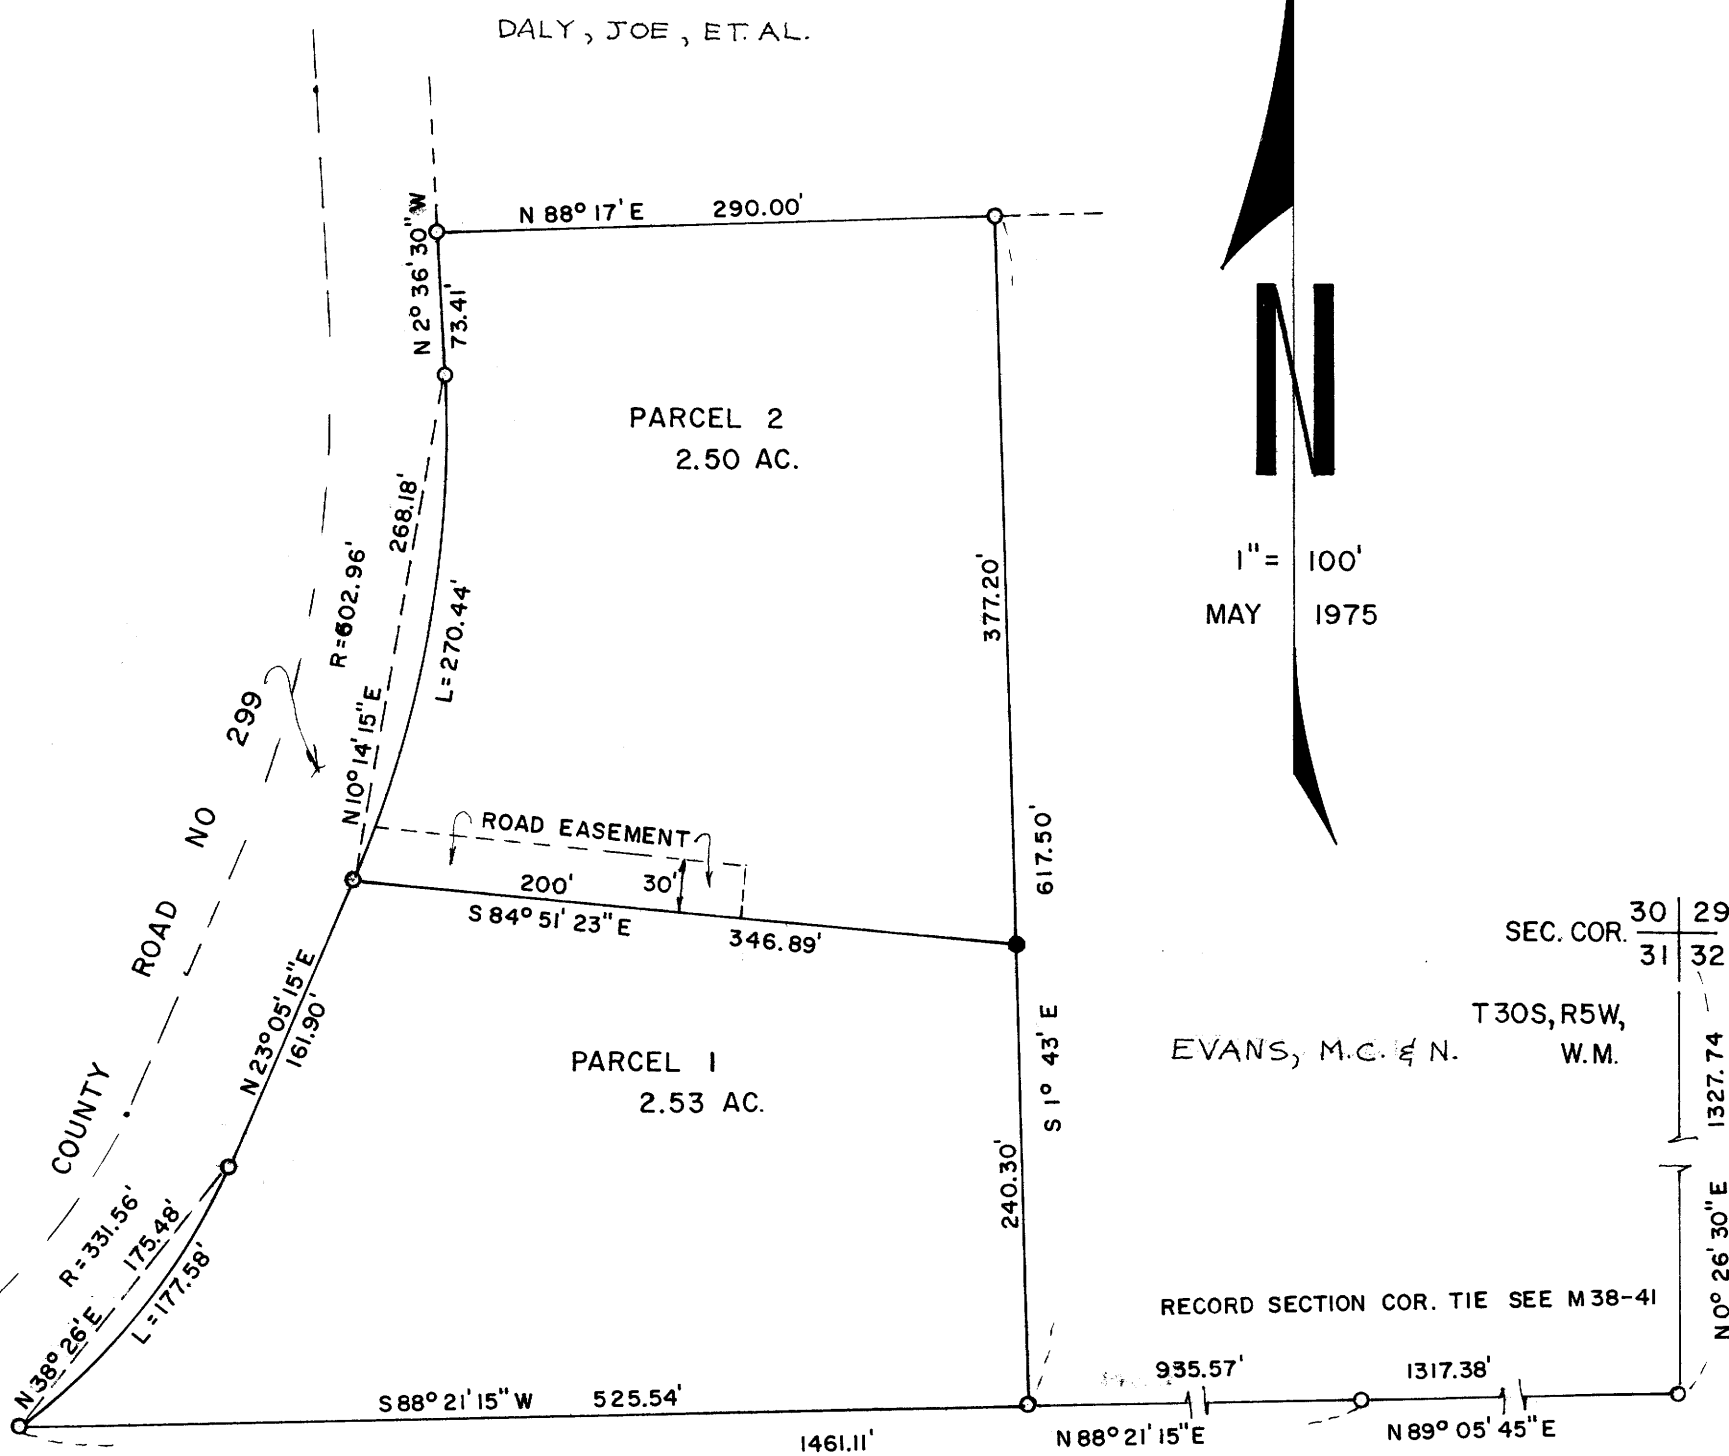 DALY, JOE, ET. AL.
N 88° 17' E 290.00'
N 2° 36' 30" W
73.41'
PARCEL 2
2.50 AC.
268.18'
R=602.96'
L=270.44'
N 10° 14' 15" E
377.20'
617.50'
N
1"= 100'
MAY 1975
COUNTY ROAD NO 299
ROAD EASEMENT
200' 30'
S 84° 51' 23" E
346.89'
N 23° 05' 15" E
161.90'
PARCEL 1
2.53 AC.
S 1° 43' E
240.30'
SEC. COR.
30 29
31 32
T30S, R5W,
W.M.
EVANS, M.C. & N.
1327.74
N 0° 26' 30" E
R=331.56'
175.48'
L=177.58'
N 38° 26' E
RECORD SECTION COR. TIE SEE M38-41
935.57' 1317.38'
S 88° 21' 15" W 525.54'
1461.11'
N 88° 21' 15" E
N 89° 05' 45" E